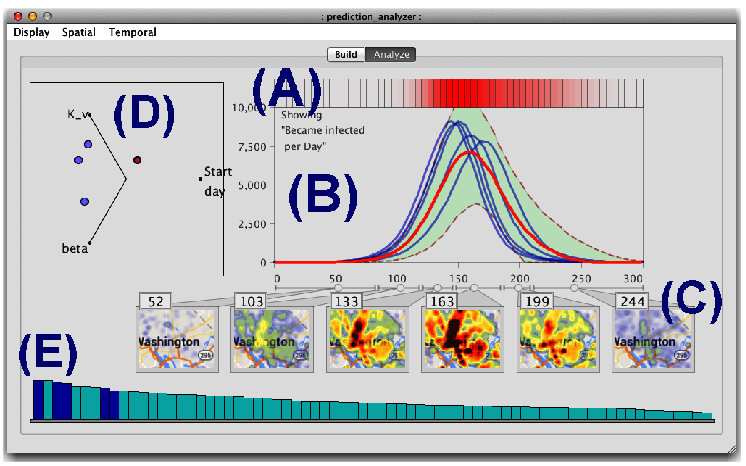 : prediction_analyzer :
Display Spatial Temporal
Build Analyze
(A)
(D)
K_v
Start
day
beta
10,000
7,500
5,000
2,500
0
Showing
"Became infected
per Day"
(B)
0 50 100 150 200 250 300
(C)
52 103 133 163 199 244
Washington Washington Washington Washington Washington Washington
295 295 295
(E)